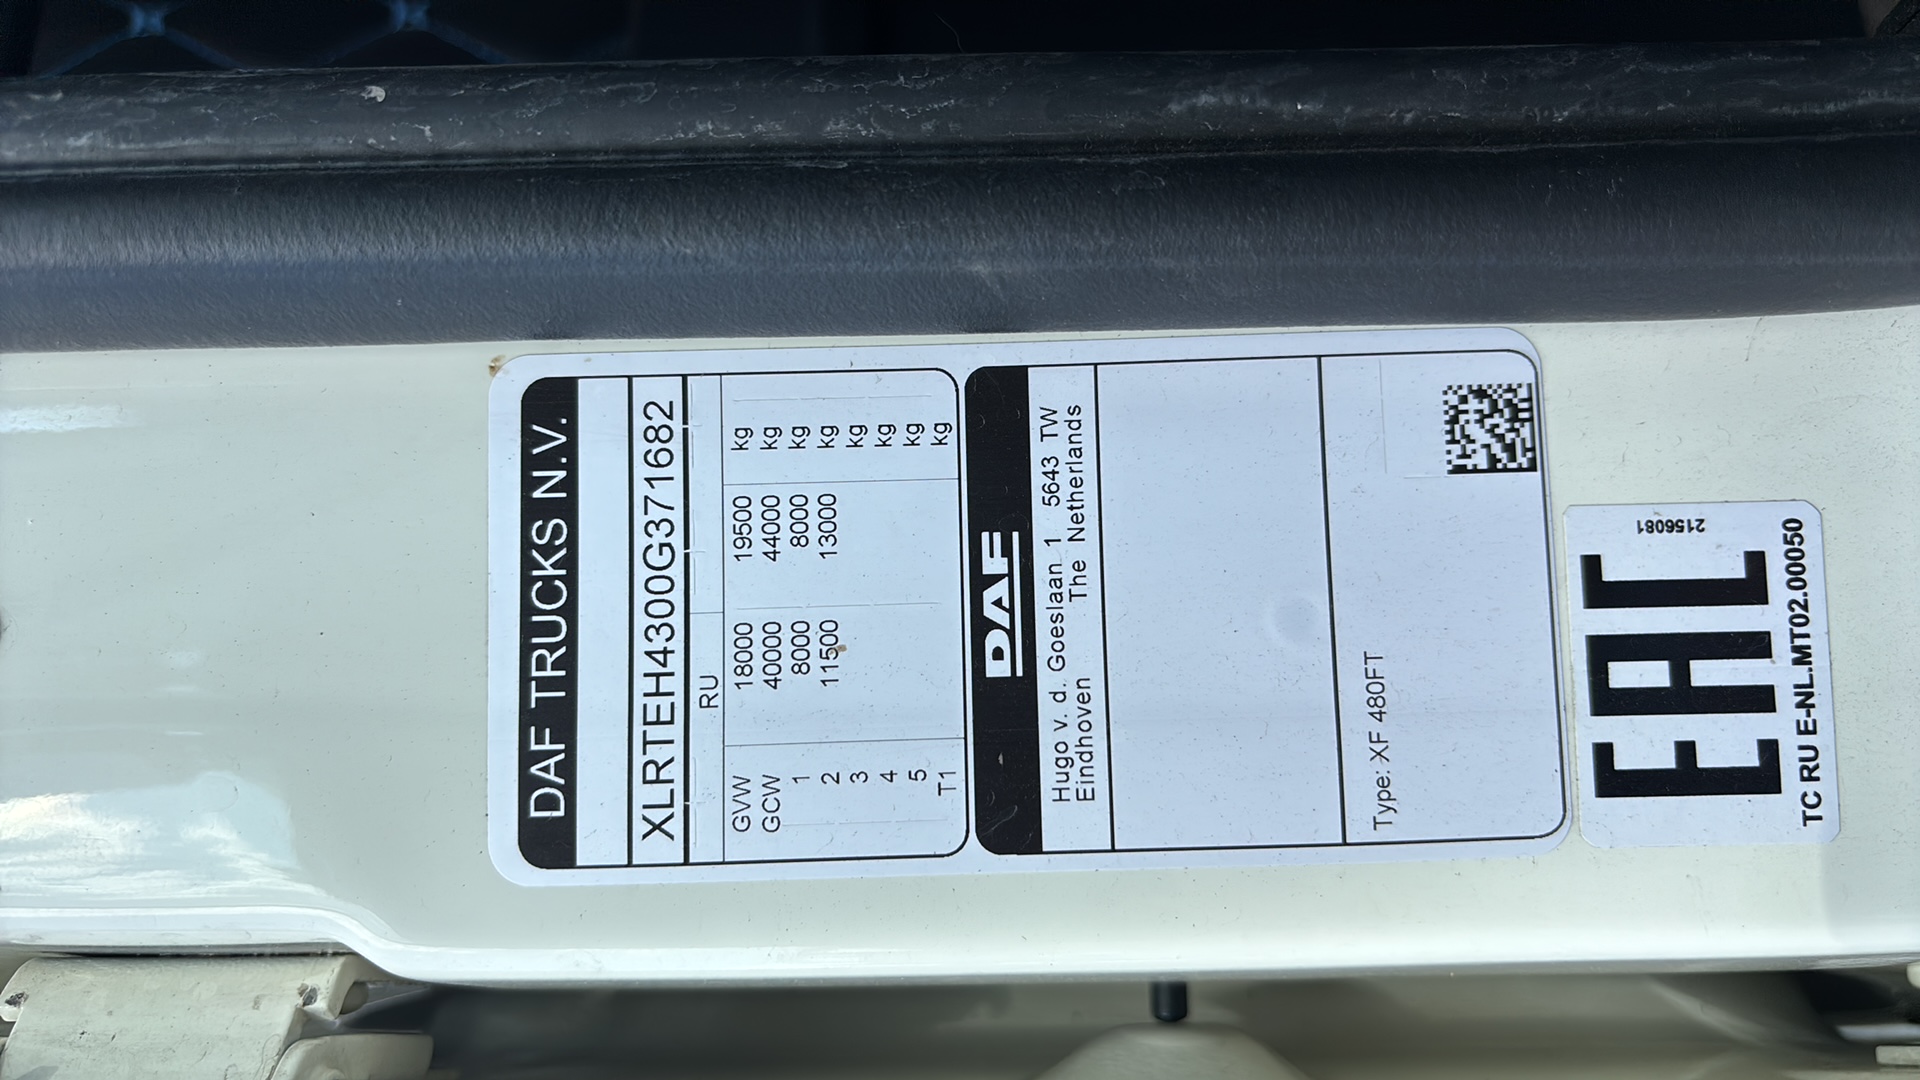 DAF TRUCKS N.V.
XLRTEH4300G371682
RU
GVW 18000 19500 kg
GCW 40000 44000 kg
1 8000 8000 kg
2 11500 13000 kg
3 kg
4 kg
5 kg
T1 kg
DAF
Hugo v. d. Goeslaan 1 5643 TW
Eindhoven The Netherlands
Type: XF 480FT
EAC
2156081
TC RU E-NL.MT02.00050